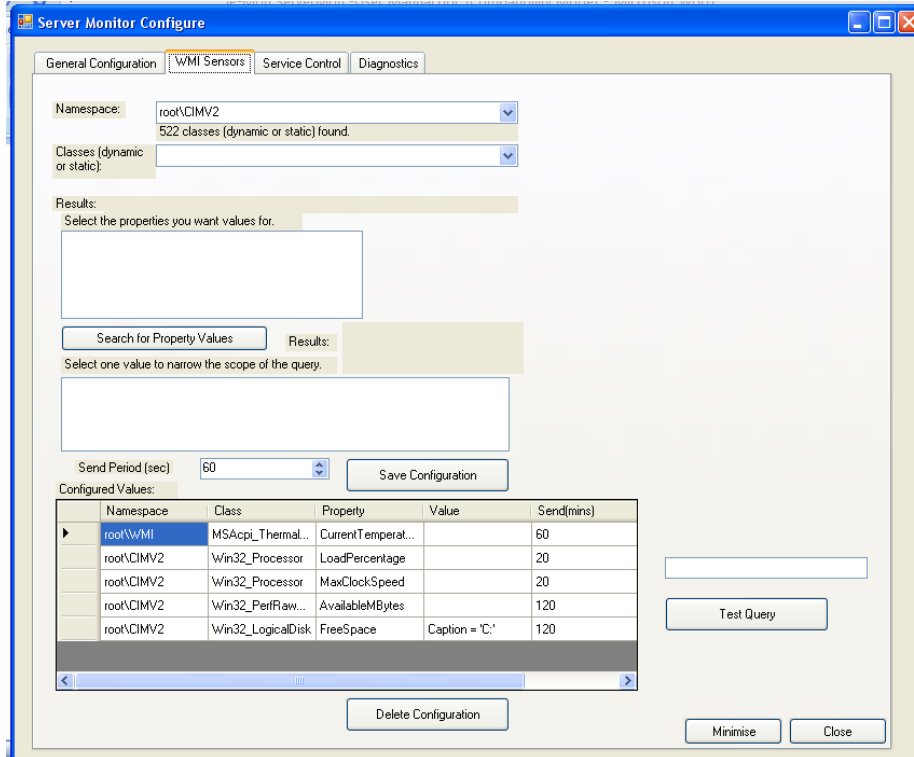 Server Monitor Configure
General Configuration WMI Sensors Service Control Diagnostics
Namespace: root\CIMV2
522 classes (dynamic or static) found.
Classes (dynamic
or static):
Results:
Select the properties you want values for.
Search for Property Values Results:
Select one value to narrow the scope of the query.
Send Period (sec) 60 Save Configuration
Configured Values:
Namespace Class Property Value Send(mins)
root\WMI MSAcpi_Thermal... CurrentTemperat... 60
root\CIMV2 Win32_Processor LoadPercentage 20
root\CIMV2 Win32_Processor MaxClockSpeed 20
root\CIMV2 Win32_PerfRaw... AvailableMBytes 120
root\CIMV2 Win32_LogicalDisk FreeSpace Caption = 'C:' 120
Test Query
Delete Configuration
Minimise Close